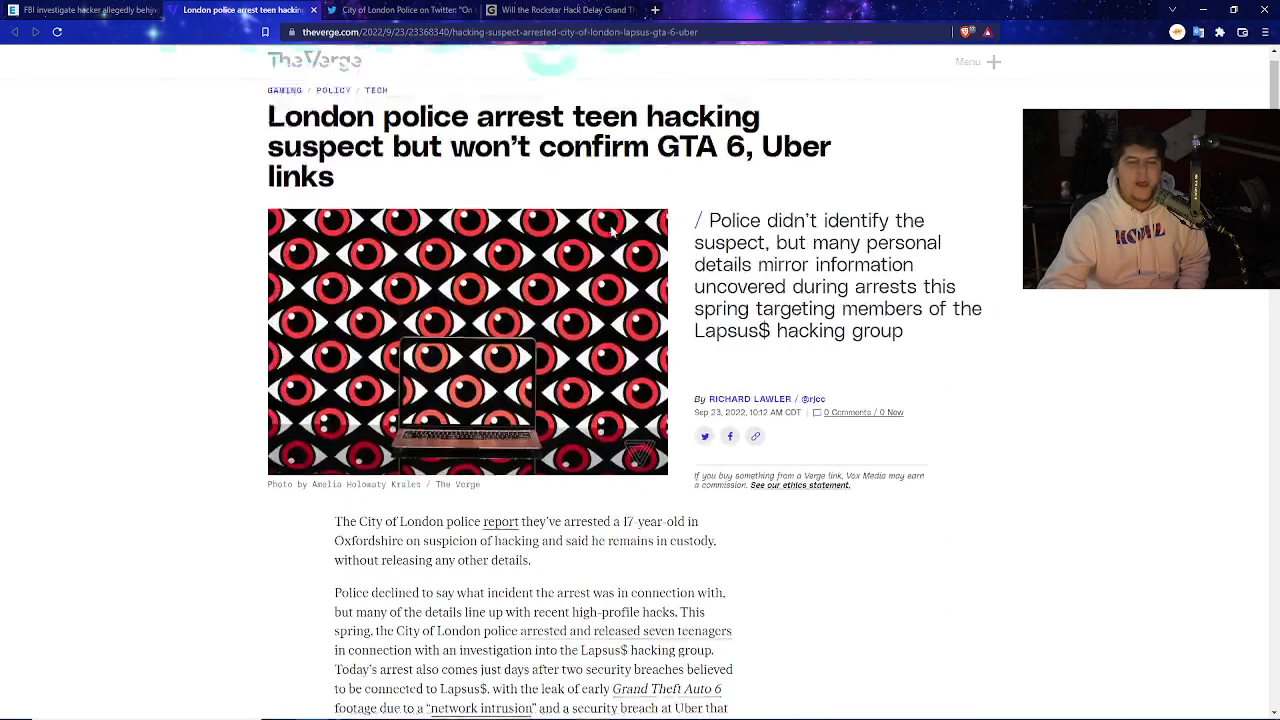 FBI investigate hacker allegedly behi
London police arrest teen hackin
City of London Police on Twitter: "On
Will the Rockstar Hack Delay Grand T
theverge.com/2022/9/23/23368340/hacking-suspect-arrested-city-of-london-lapsus-gta-6-uber
TheVerge
Menu
GAMING / POLICY / TECH
London police arrest teen hacking
suspect but won't confirm GTA 6, Uber
links
/ Police didn't identify the
suspect, but many personal
details mirror information
uncovered during arrests this
spring targeting members of the
Lapsus$ hacking group
By RICHARD LAWLER / @rjcc
Sep 23, 2022, 10:12 AM CDT | 0 Comments / 0 New
If you buy something from a Verge link, Vox Media may earn
a commission. See our ethics statement.
Photo by Amelia Holowaty Krales / The Verge
The City of London police report they've arrested a 17-year-old in
Oxfordshire on suspicion of hacking and said he remains in custody,
without releasing any other details.
Police declined to say what incident the arrest was in connection with,
but many of the details line up with recent high-profile hacks. This
spring, the City of London police arrested and released seven teenagers
in connection with an investigation into the Lapsus$ hacking group.
Today's arrest also comes just days after two security breaches believed
to be connected to Lapsus$, with the leak of early Grand Theft Auto 6
footage due to a "network intrusion" and a security breach at Uber that